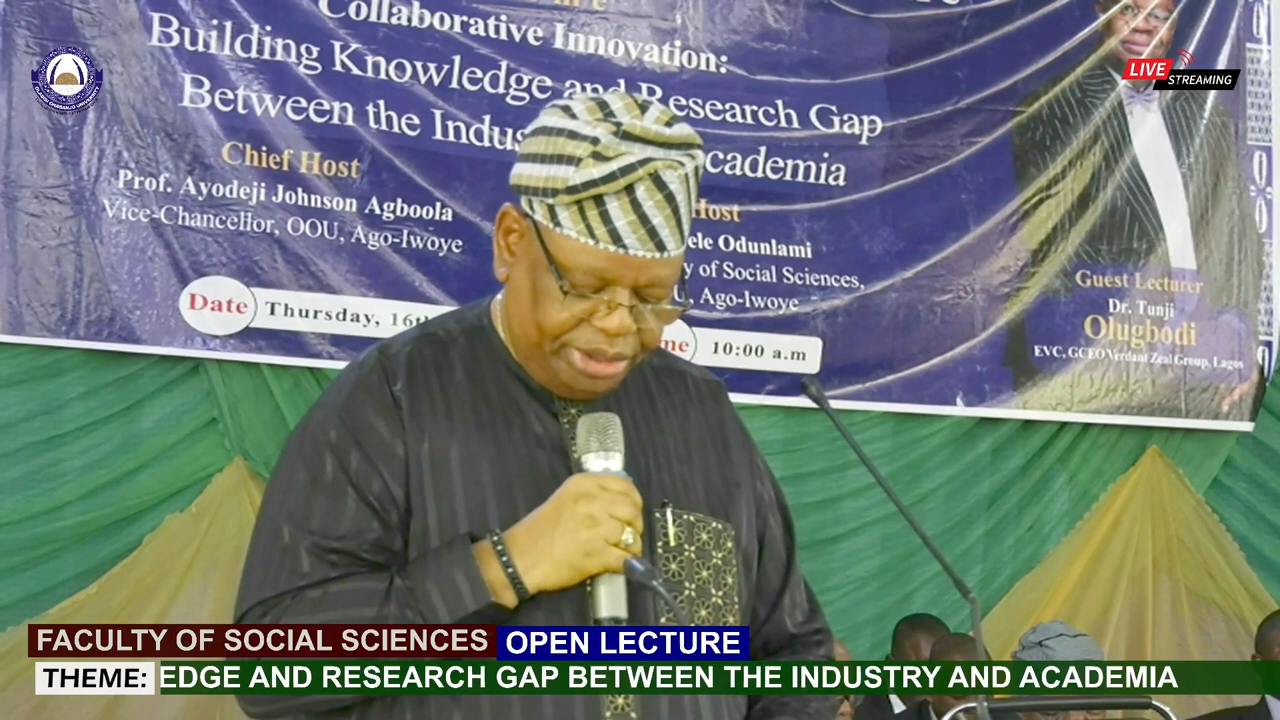 Collaborative Innovation:
Building Knowledge and Research Gap
Between the Indus academia
Chief Host
Prof. Ayodeji Johnson Agboola
Vice-Chancellor, OOU, Ago-Iwoye
Host
ele Odunlami
y of Social Sciences,
U, Ago-Iwoye
Date Thursday, 16th
me 10:00 a.m
Guest Lecturer
Dr. Tunji
Olugbodi
EVC, GCEO Verdant Zeal Group, Lagos
LIVE
STREAMING
FACULTY OF SOCIAL SCIENCES OPEN LECTURE
THEME: EDGE AND RESEARCH GAP BETWEEN THE INDUSTRY AND ACADEMIA